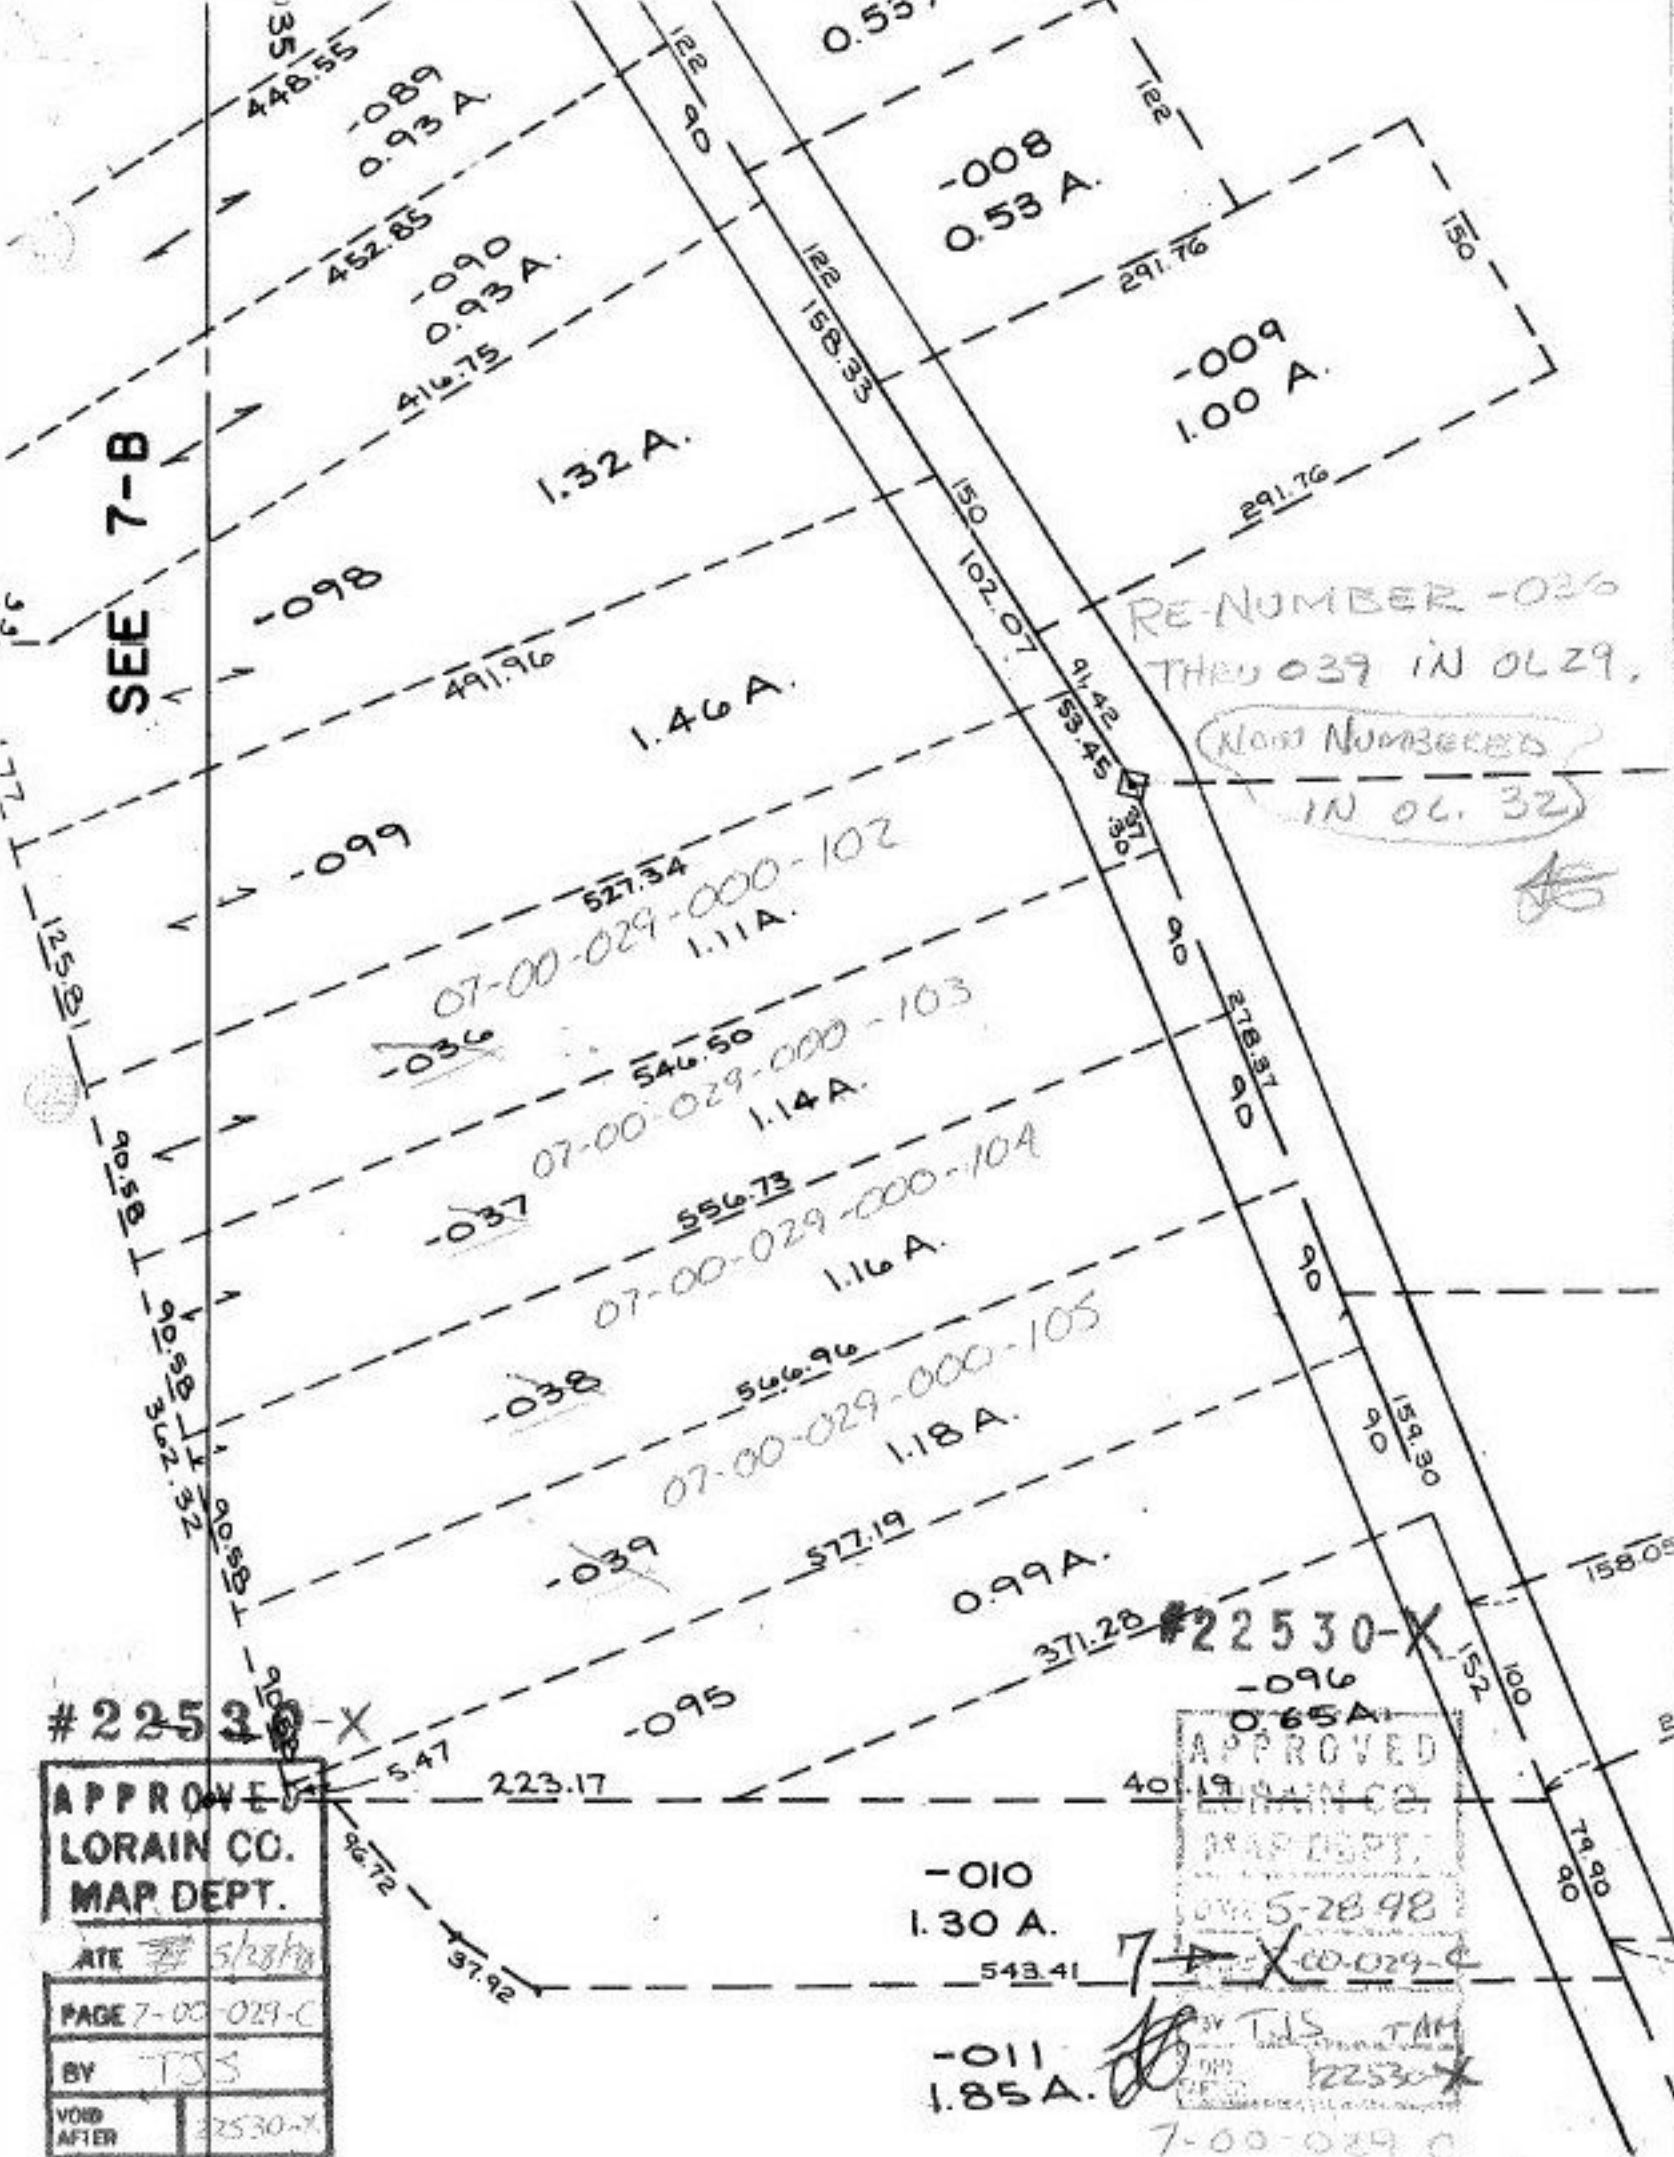 448.55
-089
0.93 A.
452.85
-090
0.93 A.
416.75
122
90
-008
0.53 A.
122
291.76
150
-009
1.00 A.
291.76
122
158.33
SEE 7-B
1.32 A.
-098
491.96
150
102.07
91.42
53.45
37.30
RE-NUMBER -036
THRU 039 IN OL 29.
NON NUMBERED
IN OL. 32
1.46 A.
-099
527.34
07-00-029-000-102
1.11 A.
-036
125.81
546.50
07-00-029-000-103
1.14 A.
-037
90.58
556.73
07-00-029-000-104
1.16 A.
-038
90.58
362.32
566.96
07-00-029-000-105
1.18 A.
-039
90.58
577.19
0.99 A.
-095
371.28
90
278.37
90
90
159.30
90
158.05
#22530-X
-096
0.65 A.
152
100
5.47
223.17
401.19
79.90
90
96.72
37.92
-010
1.30 A.
543.41
-011
1.85 A.
#22530-X
APPROVED
LORAIN CO.
MAP DEPT.
DATE 5/28/98
PAGE 7-00-029-C
BY TJS
VOID AFTER 22530-X
APPROVED
LORAIN CO.
MAP DEPT.
5-28-98
7
X-00-029-C
BY TJS TAM
22530-X
7-00-029 C